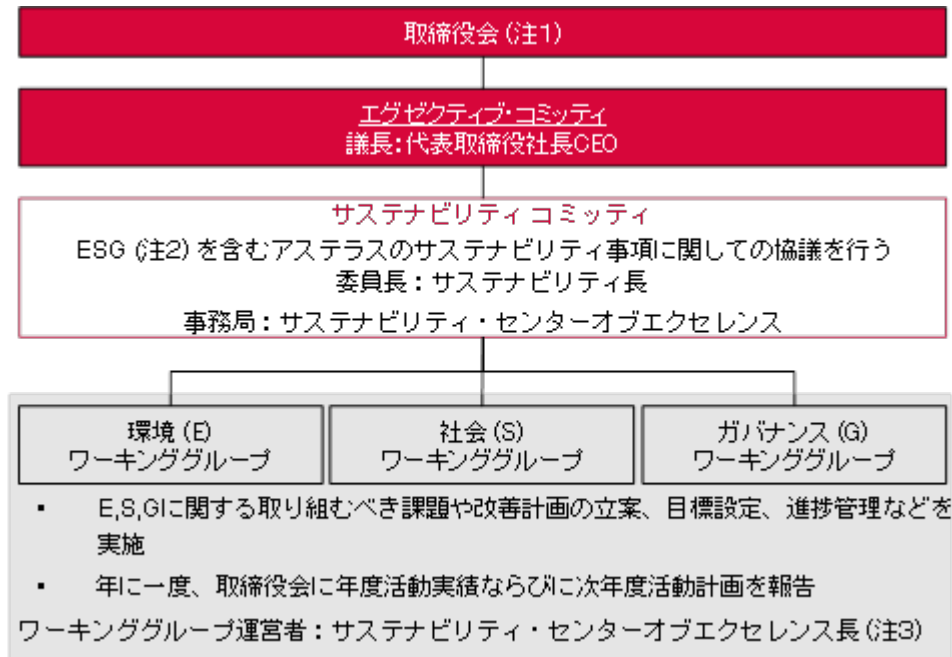 取締役会 (注1)
エグゼクティブ・コミッティ
議長:代表取締役社長CEO
サステナビリティ コミッティ
ESG (注2) を含むアステラスのサステナビリティ事項に関しての協議を行う
委員長：サステナビリティ長
事務局：サステナビリティ・センターオブエクセレンス
環境 (E)
ワーキンググループ
社会 (S)
ワーキンググループ
ガバナンス (G)
ワーキンググループ
▪ E,S,Gに関する取り組むべき課題や改善計画の立案、目標設定、進捗管理などを
実施
▪ 年に一度、取締役会に年度活動実績ならびに次年度活動計画を報告
ワーキンググループ運営者：サステナビリティ・センターオブエクセレンス長 (注3)